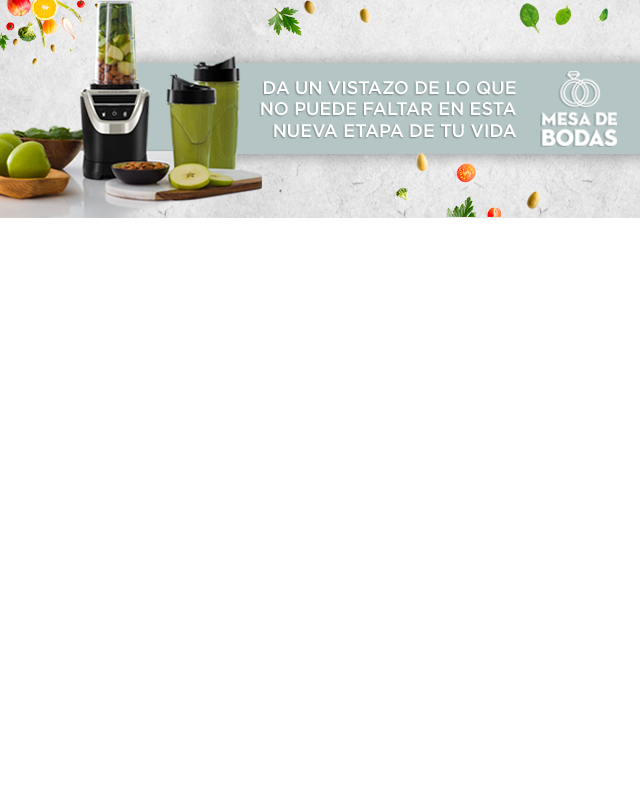 DA UN VISTAZO DE LO QUE
NO PUEDE FALTAR EN ESTA
NUEVA ETAPA DE TU VIDA
MESA DE
BODAS